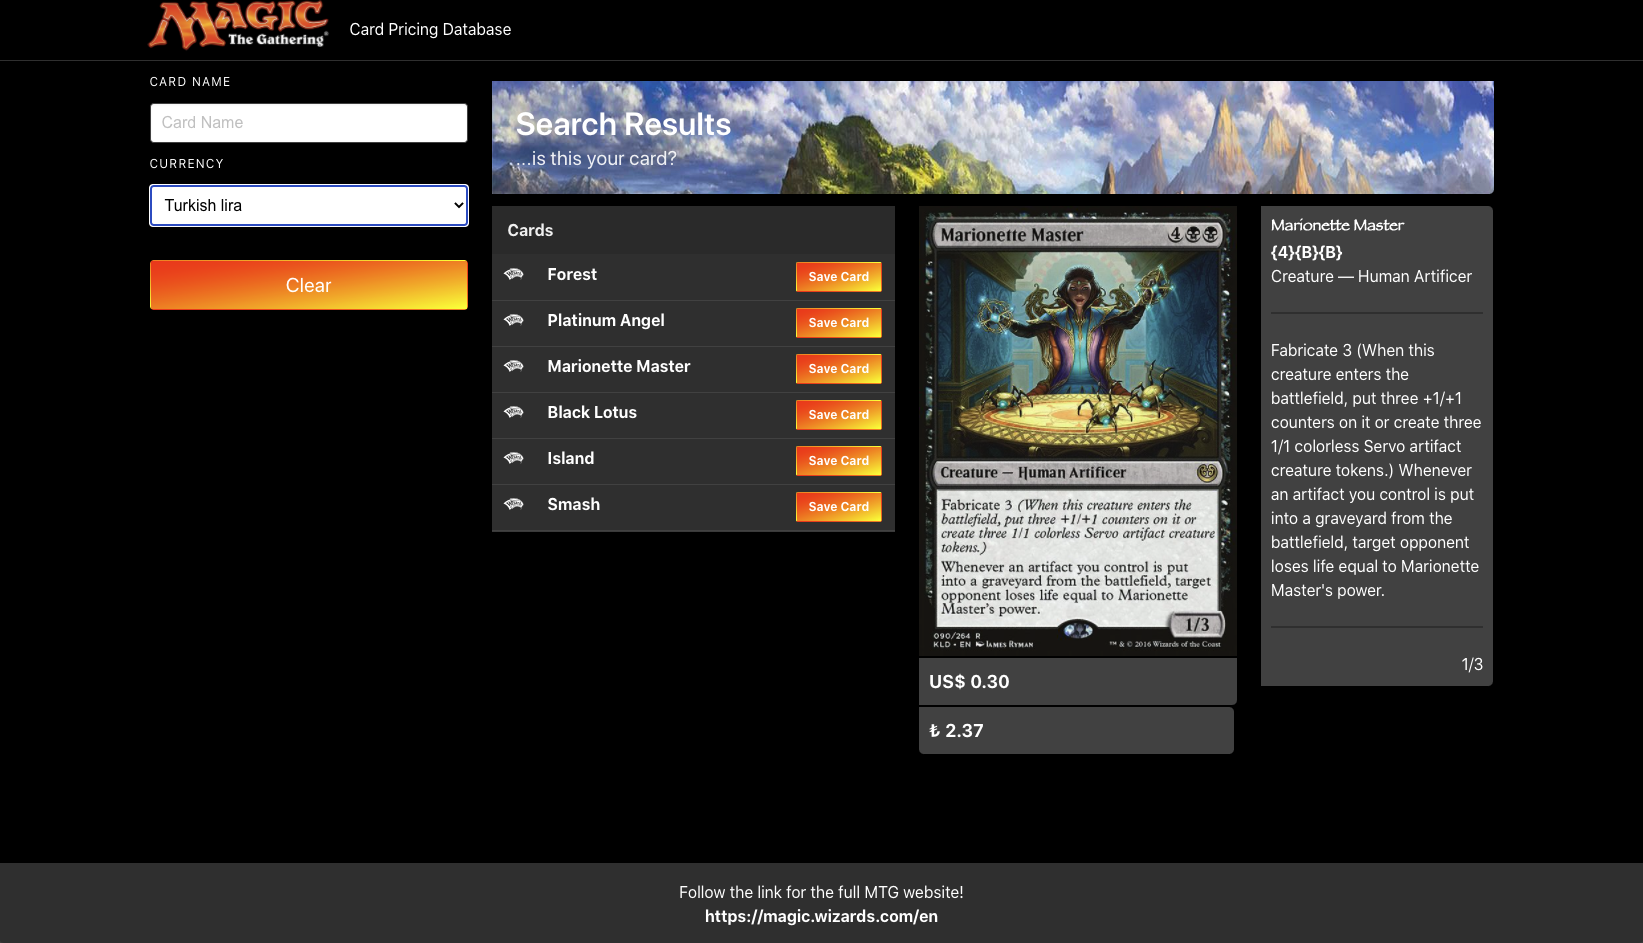 MAGIC
The Gathering®
Card Pricing Database
CARD NAME
Card Name
CURRENCY
Turkish lira
Clear
Search Results
....is this your card?
Cards
Forest
Save Card
Platinum Angel
Save Card
Marionette Master
Save Card
Black Lotus
Save Card
Island
Save Card
Smash
Save Card
Marionette Master
4
Creature — Human Artificer
Fabricate 3 (When this creature enters the
battlefield, put three +1/+1 counters on it or
create three 1/1 colorless Servo artifact creature
tokens.)
Whenever an artifact you control is put
into a graveyard from the battlefield, target
opponent loses life equal to Marionette
Master's power.
1/3
090/264 R
KLD • EN James Ryman
™ & © 2016 Wizards of the Coast
US$ 0.30
₺ 2.37
Marionette Master
{4}{B}{B}
Creature — Human Artificer
Fabricate 3 (When this
creature enters the
battlefield, put three +1/+1
counters on it or create three
1/1 colorless Servo artifact
creature tokens.) Whenever
an artifact you control is put
into a graveyard from the
battlefield, target opponent
loses life equal to Marionette
Master's power.
1/3
Follow the link for the full MTG website!
https://magic.wizards.com/en